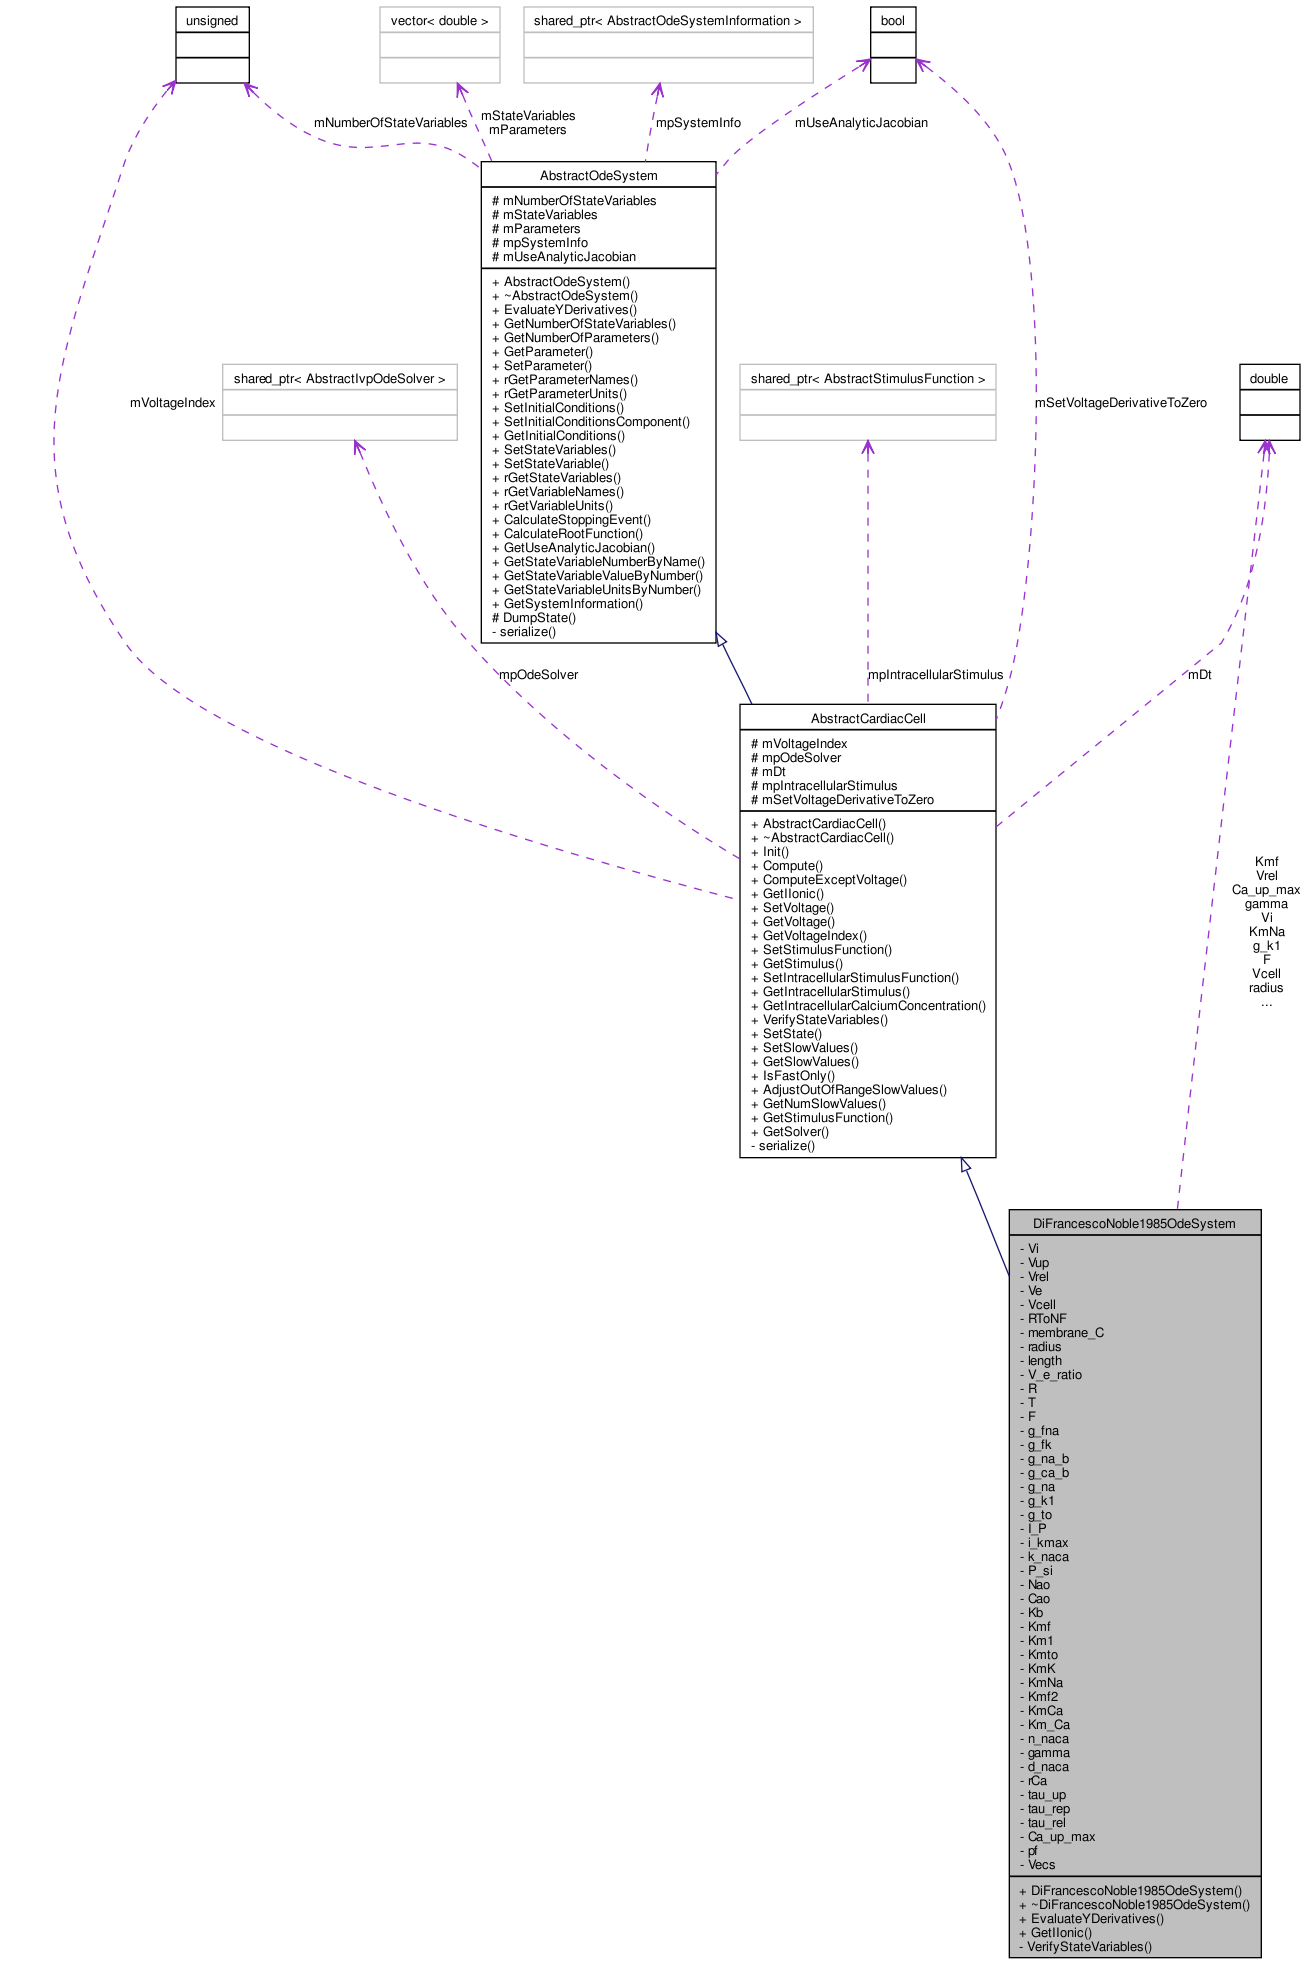 unsigned
vector< double >
shared_ptr< AbstractOdeSystemInformation >
bool
mNumberOfStateVariables
mStateVariables
mParameters
mpSystemInfo
mUseAnalyticJacobian
AbstractOdeSystem
# mNumberOfStateVariables
# mStateVariables
# mParameters
# mpSystemInfo
# mUseAnalyticJacobian
+ AbstractOdeSystem()
+ ~AbstractOdeSystem()
+ EvaluateYDerivatives()
+ GetNumberOfStateVariables()
+ GetNumberOfParameters()
+ GetParameter()
+ SetParameter()
+ rGetParameterNames()
+ rGetParameterUnits()
+ SetInitialConditions()
+ SetInitialConditionsComponent()
+ GetInitialConditions()
+ SetStateVariables()
+ SetStateVariable()
+ rGetStateVariables()
+ rGetVariableNames()
+ rGetVariableUnits()
+ CalculateStoppingEvent()
+ CalculateRootFunction()
+ GetUseAnalyticJacobian()
+ GetStateVariableNumberByName()
+ GetStateVariableValueByNumber()
+ GetStateVariableUnitsByNumber()
+ GetSystemInformation()
# DumpState()
- serialize()
shared_ptr< AbstractIvpOdeSolver >
shared_ptr< AbstractStimulusFunction >
double
mVoltageIndex
mSetVoltageDerivativeToZero
mpOdeSolver
mpIntracellularStimulus
mDt
AbstractCardiacCell
# mVoltageIndex
# mpOdeSolver
# mDt
# mpIntracellularStimulus
# mSetVoltageDerivativeToZero
+ AbstractCardiacCell()
+ ~AbstractCardiacCell()
+ Init()
+ Compute()
+ ComputeExceptVoltage()
+ GetIIonic()
+ SetVoltage()
+ GetVoltage()
+ GetVoltageIndex()
+ SetStimulusFunction()
+ GetStimulus()
+ SetIntracellularStimulusFunction()
+ GetIntracellularStimulus()
+ GetIntracellularCalciumConcentration()
+ VerifyStateVariables()
+ SetState()
+ SetSlowValues()
+ GetSlowValues()
+ IsFastOnly()
+ AdjustOutOfRangeSlowValues()
+ GetNumSlowValues()
+ GetStimulusFunction()
+ GetSolver()
- serialize()
Kmf
Vrel
Ca_up_max
gamma
Vi
KmNa
g_k1
F
Vcell
radius
...
DiFrancescoNoble1985OdeSystem
- Vi
- Vup
- Vrel
- Ve
- Vcell
- RToNF
- membrane_C
- radius
- length
- V_e_ratio
- R
- T
- F
- g_fna
- g_fk
- g_na_b
- g_ca_b
- g_na
- g_k1
- g_to
- I_P
- i_kmax
- k_naca
- P_si
- Nao
- Cao
- Kb
- Kmf
- Km1
- Kmto
- KmK
- KmNa
- Kmf2
- KmCa
- Km_Ca
- n_naca
- gamma
- d_naca
- rCa
- tau_up
- tau_rep
- tau_rel
- Ca_up_max
- pf
- Vecs
+ DiFrancescoNoble1985OdeSystem()
+ ~DiFrancescoNoble1985OdeSystem()
+ EvaluateYDerivatives()
+ GetIIonic()
- VerifyStateVariables()